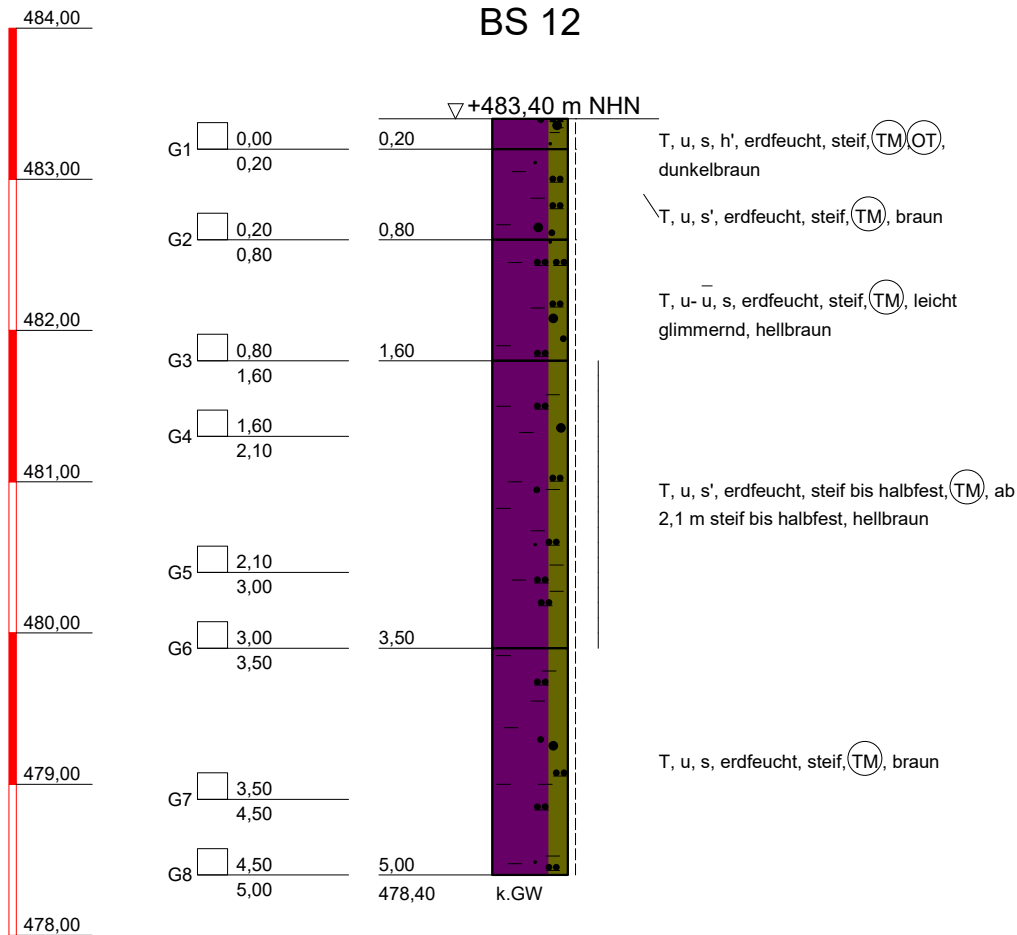 BS 12
484,00
483,00
482,00
481,00
480,00
479,00
478,00
+483,40 m NHN
G1 0,00
0,20
G2 0,20
0,80
G3 0,80
1,60
G4 1,60
2,10
G5 2,10
3,00
G6 3,00
3,50
G7 3,50
4,50
G8 4,50
5,00
0,20
0,80
1,60
3,50
5,00
478,40 k.GW
T, u, s, h', erdfeucht, steif, TM, OT,
dunkelbraun
T, u, s', erdfeucht, steif, TM, braun
T, u- ū, s, erdfeucht, steif, TM, leicht
glimmernd, hellbraun
T, u, s', erdfeucht, steif bis halbfest, TM, ab
2,1 m steif bis halbfest, hellbraun
T, u, s, erdfeucht, steif, TM, braun